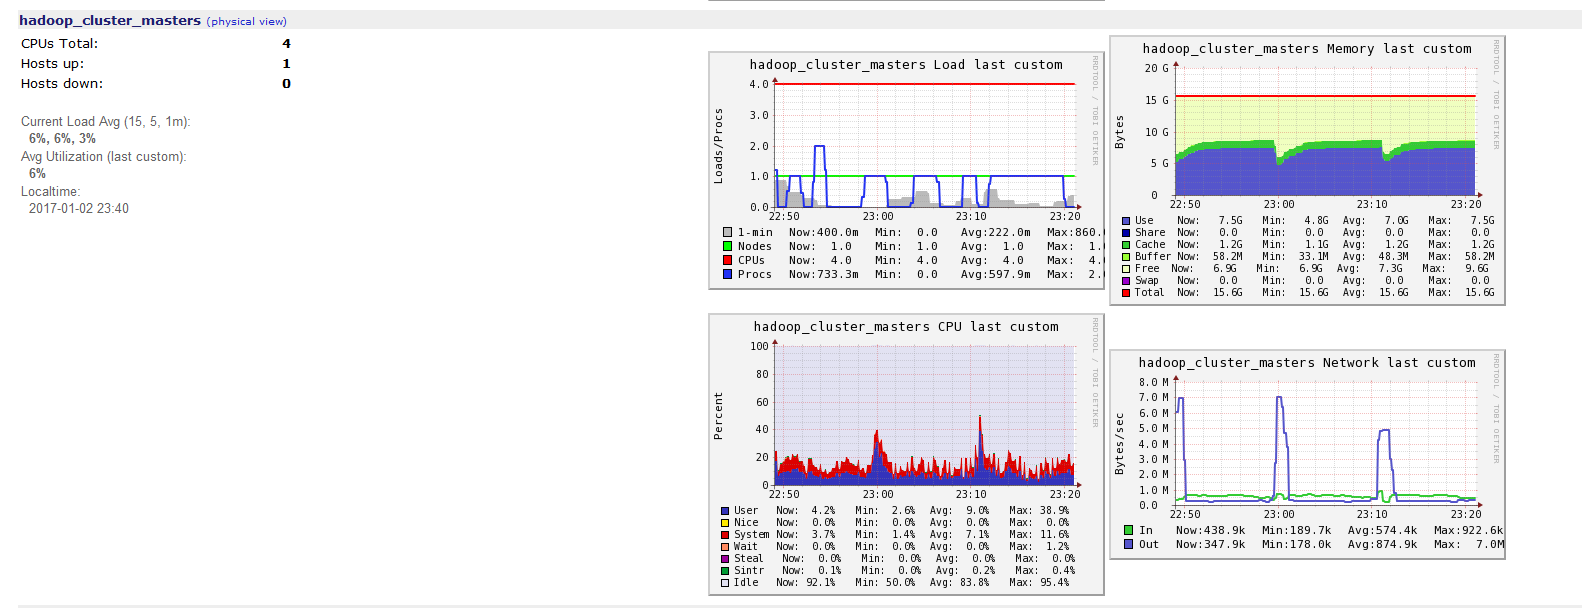 hadoop_cluster_masters (physical view)
CPUs Total: 4
Hosts up: 1
Hosts down: 0
Current Load Avg (15, 5, 1m):
6%, 6%, 3%
Avg Utilization (last custom):
6%
Localtime:
2017-01-02 23:40
hadoop_cluster_masters Load last custom
RRDTOOL / TOBI OETIKER
Loads/Procs
4.0
3.0
2.0
1.0
0.0
22:50 23:00 23:10 23:20
1-min Now:400.0m Min: 0.0 Avg:222.0m Max:860.
Nodes Now: 1.0 Min: 1.0 Avg: 1.0 Max: 1.
CPUs Now: 4.0 Min: 4.0 Avg: 4.0 Max: 4.
Procs Now:733.3m Min: 0.0 Avg:597.9m Max: 2.
hadoop_cluster_masters Memory last custom
RRDTOOL / TOBI OETIKER
Bytes
20 G
15 G
10 G
5 G
0
22:50 23:00 23:10 23:20
Use Now: 7.5G Min: 4.8G Avg: 7.0G Max: 7.5G
Share Now: 0.0 Min: 0.0 Avg: 0.0 Max: 0.0
Cache Now: 1.2G Min: 1.1G Avg: 1.2G Max: 1.2G
Buffer Now: 58.2M Min: 33.1M Avg: 48.3M Max: 58.2M
Free Now: 6.9G Min: 6.9G Avg: 7.3G Max: 9.6G
Swap Now: 0.0 Min: 0.0 Avg: 0.0 Max: 0.0
Total Now: 15.6G Min: 15.6G Avg: 15.6G Max: 15.6G
hadoop_cluster_masters CPU last custom
RRDTOOL / TOBI OETIKER
Percent
100
80
60
40
20
0
22:50 23:00 23:10 23:20
User Now: 4.2% Min: 2.6% Avg: 9.0% Max: 38.9%
Nice Now: 0.0% Min: 0.0% Avg: 0.0% Max: 0.0%
System Now: 3.7% Min: 1.4% Avg: 7.1% Max: 11.6%
Wait Now: 0.0% Min: 0.0% Avg: 0.0% Max: 1.2%
Steal Now: 0.0% Min: 0.0% Avg: 0.0% Max: 0.0%
Sintr Now: 0.1% Min: 0.0% Avg: 0.2% Max: 0.4%
Idle Now: 92.1% Min: 50.0% Avg: 83.8% Max: 95.4%
hadoop_cluster_masters Network last custom
RRDTOOL / TOBI OETIKER
Bytes/sec
8.0 M
7.0 M
6.0 M
5.0 M
4.0 M
3.0 M
2.0 M
1.0 M
0.0
22:50 23:00 23:10 23:20
In Now:438.9k Min:189.7k Avg:574.4k Max:922.6k
Out Now:347.9k Min:178.0k Avg:874.9k Max: 7.0M